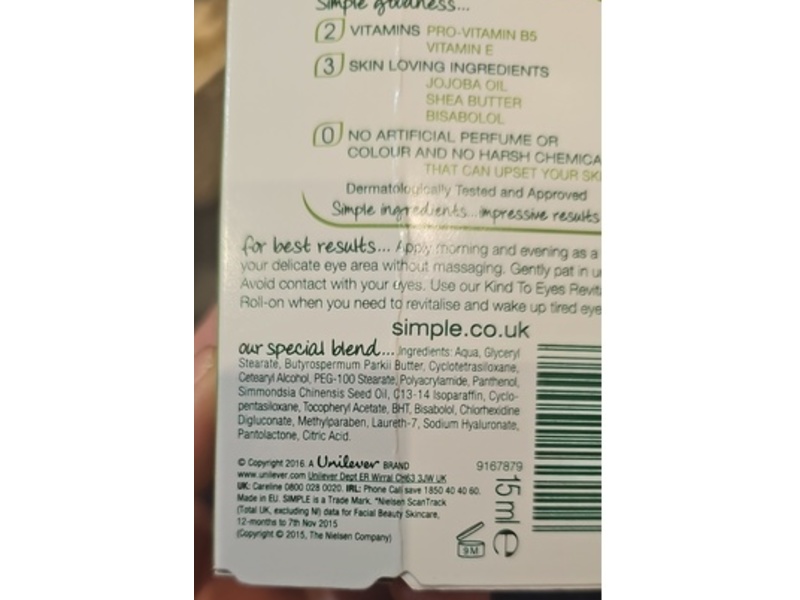 Simple goodness...
2 VITAMINS PRO-VITAMIN B5
VITAMIN E
3 SKIN LOVING INGREDIENTS
JOJOBA OIL
SHEA BUTTER
BISABOLOL
0 NO ARTIFICIAL PERFUME OR
COLOUR AND NO HARSH CHEMICA
THAT CAN UPSET YOUR SKI
Dermatologically Tested and Approved
Simple ingredients...impressive results
for best results... Apply morning and evening as a
your delicate eye area without massaging. Gently pat in u
Avoid contact with your eyes. Use our Kind To Eyes Revita
Roll-on when you need to revitalise and wake up tired eye
simple.co.uk
our special blend... Ingredients: Aqua, Glyceryl
Stearate, Butyrospermum Parkii Butter, Cyclotetrasiloxane,
Cetearyl Alcohol, PEG-100 Stearate, Polyacrylamide, Panthenol,
Simmondsia Chinensis Seed Oil, C13-14 Isoparaffin, Cyclo-
pentasiloxane, Tocopheryl Acetate, BHT, Bisabolol, Chlorhexidine
Digluconate, Methylparaben, Laureth-7, Sodium Hyaluronate,
Pantolactone, Citric Acid.
© Copyright 2016. A Unilever BRAND
www.unilever.com Unilever Dept ER Wirral CH63 3JW UK
UK: Careline 0800 028 0020. IRL: Phone Call save 1850 40 40 60.
Made in EU. SIMPLE is a Trade Mark. *Nielsen ScanTrack
(Total UK, excluding NI) data for Facial Beauty Skincare,
12-months to 7th Nov 2015
(Copyright © 2015, The Nielsen Company)
9167879
15 ml e
9M